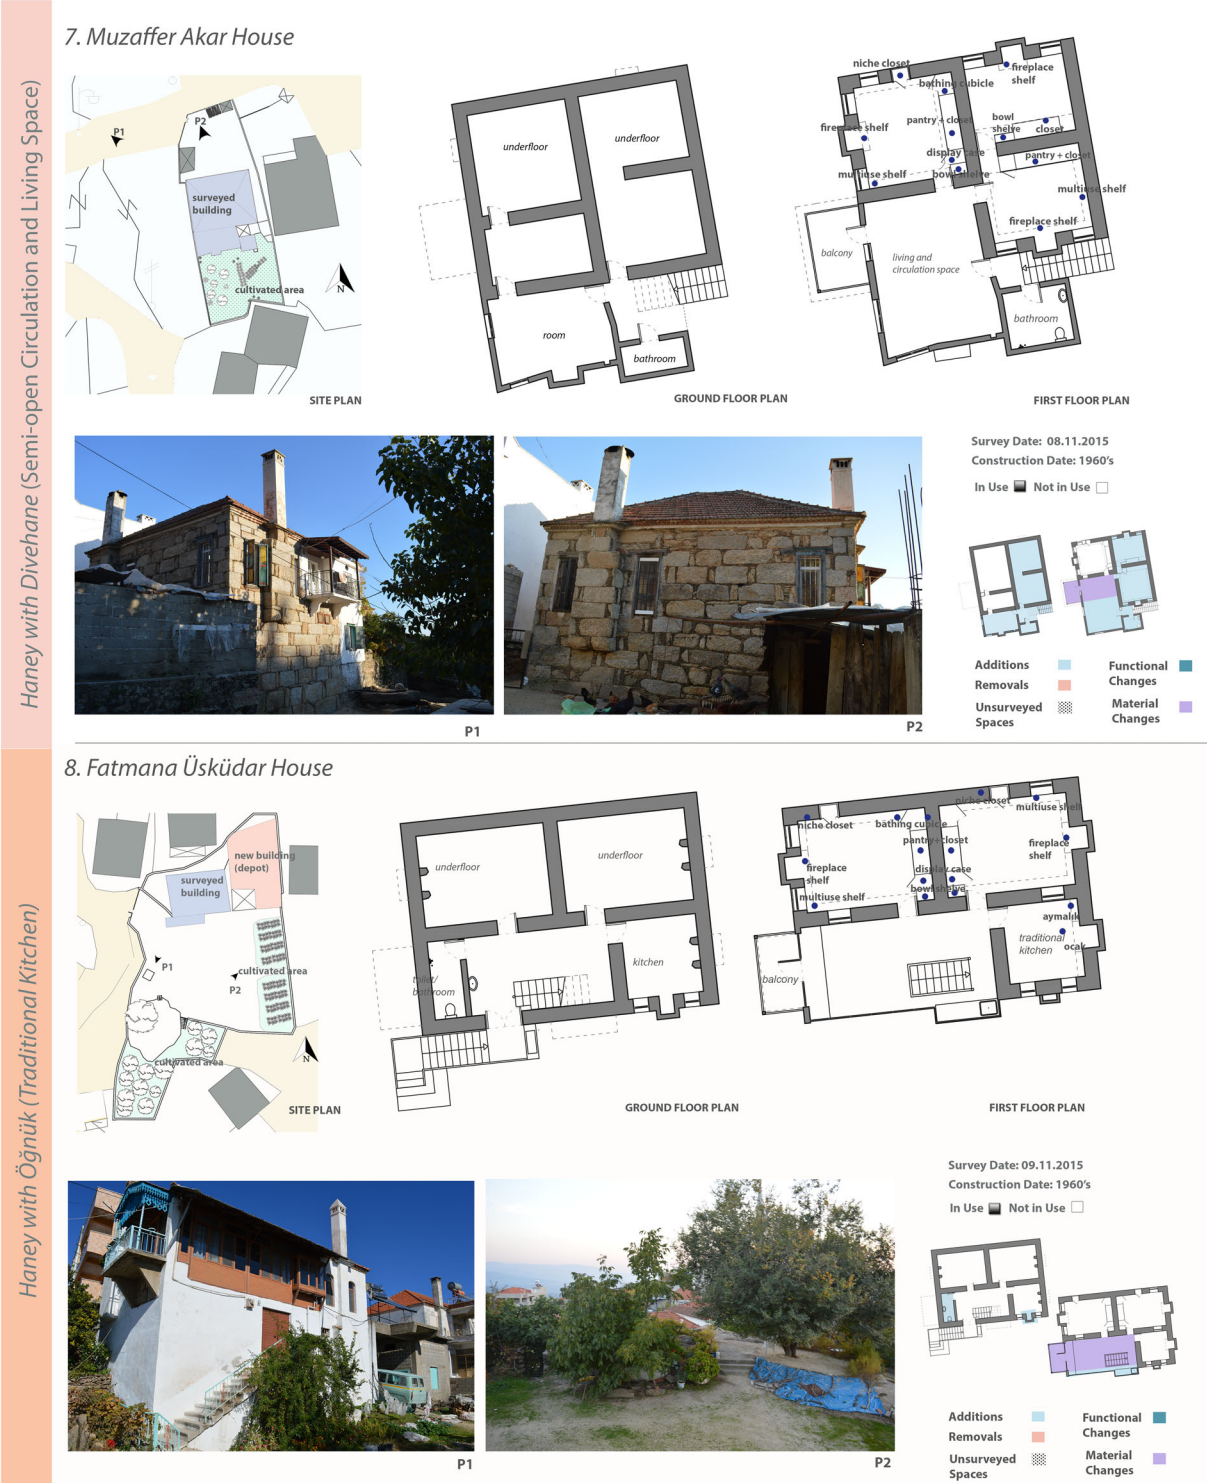 Haney with Divehane (Semi-open Circulation and Living Space)
7. Muzaffer Akar House
P1
P2
surveyed
building
cultivated area
N
SITE PLAN
underfloor
underfloor
room
bathroom
GROUND FLOOR PLAN
niche closet
bathing cubicle
fireplace
shelf
pantry + closet
bowl
shelve
closet
fireplace shelf
display case
pantry + closet
multiuse shelf
bowl shelve
multiuse shelf
fireplace shelf
balcony
living and
circulation space
bathroom
FIRST FLOOR PLAN
P1
P2
Survey Date: 08.11.2015
Construction Date: 1960's
In Use Not in Use
Additions
Removals
Unsurveyed
Spaces
Functional
Changes
Material
Changes
Haney with Öğnük (Traditional Kitchen)
8. Fatmana Üsküdar House
new building
(depot)
surveyed
building
P1
cultivated area
P2
cultivated area
N
SITE PLAN
underfloor
underfloor
toilet/
bathroom
kitchen
GROUND FLOOR PLAN
niche closet
multiuse shelf
niche closet
bathing cubicle
pantry+closet
fireplace
shelf
fireplace
shelf
display case
bowl shelve
multiuse shelf
aymalık
traditional
kitchen
ocak
balcony
FIRST FLOOR PLAN
P1
P2
Survey Date: 09.11.2015
Construction Date: 1960's
In Use Not in Use
Additions
Removals
Unsurveyed
Spaces
Functional
Changes
Material
Changes